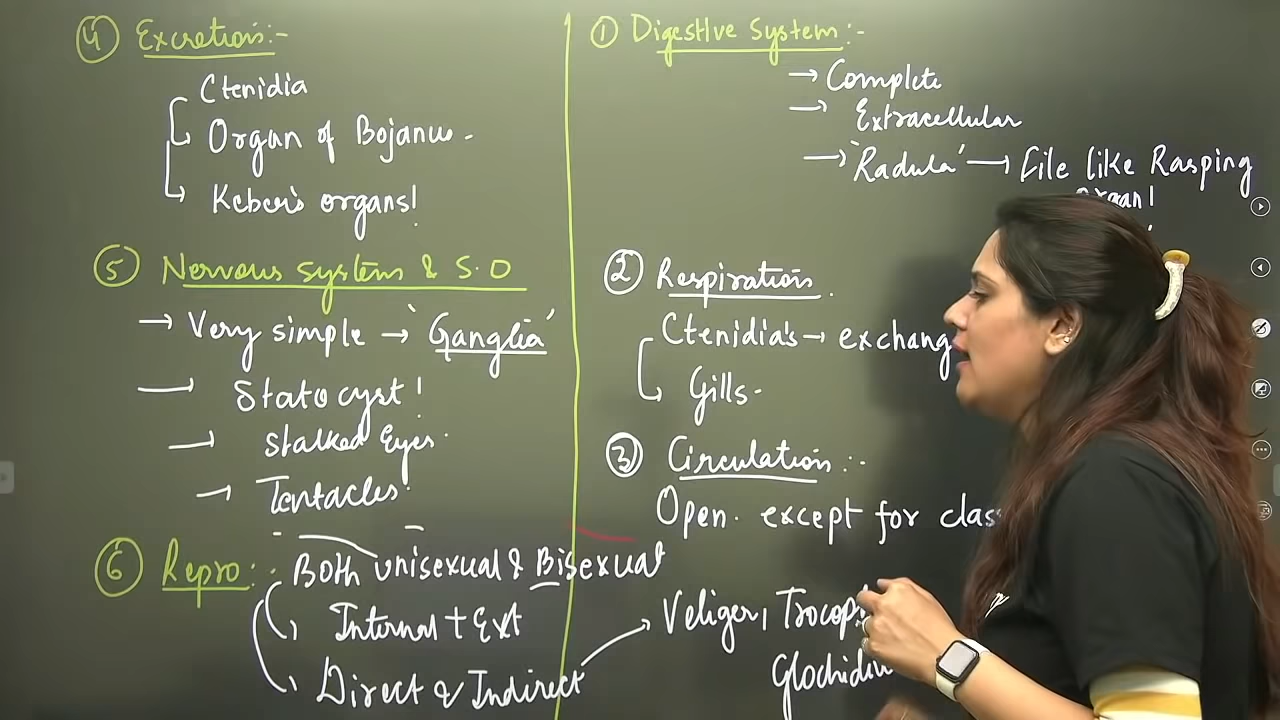 ④ Excretion:-
Ctenidia
Organ of Bojanus.
Keber's organs!
⑤ Nervous system & S.O
→ Very simple → 'Ganglia'
→ Statocyst!
→ Stalked Eyes.
→ Tentacles.
⑥ Repro:- Both unisexual & Bisexual
Internal + Ext
Direct & Indirect → Veliger, Trocop
Glochidiu
① Digestive System:-
→ Complete
→ Extracellular
→ 'Radula' → File like Rasping
organ!
② Respiration.
Ctenidia's → exchang
Gills.
③ Circulation:-
Open. except for clas